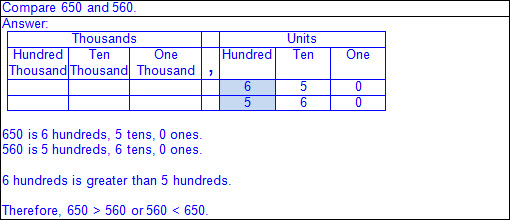 Compare 650 and 560.
Answer:
Thousands Units
Hundred Ten One Hundred Ten One
Thousand Thousand Thousand ,
6 5 0
5 6 0
650 is 6 hundreds, 5 tens, 0 ones.
560 is 5 hundreds, 6 tens, 0 ones.
6 hundreds is greater than 5 hundreds.
Therefore, 650 > 560 or 560 < 650.